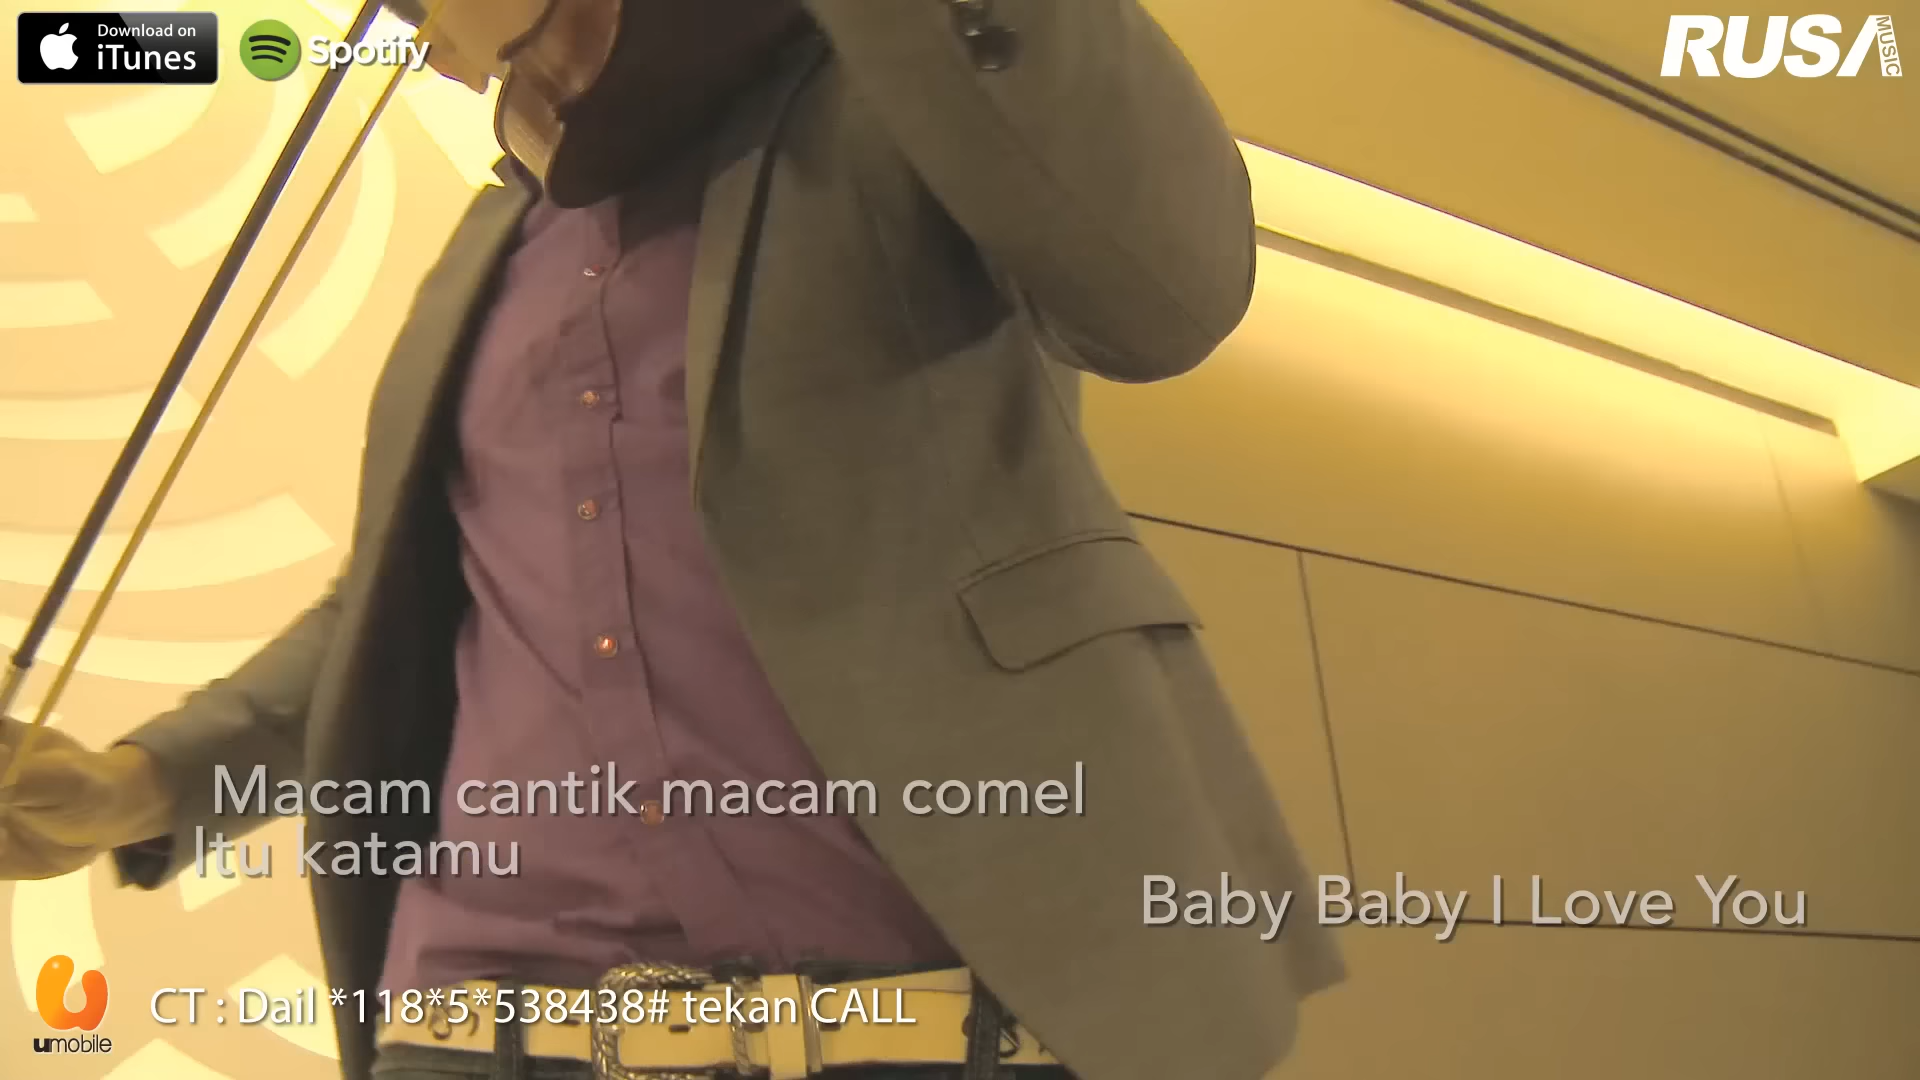 Download on
iTunes
Spotify
RUSA
MUSIC
Macam cantik macam comel
Itu katamu
Baby Baby I Love You
CT : Dail *118*5*538438# tekan CALL
umobile